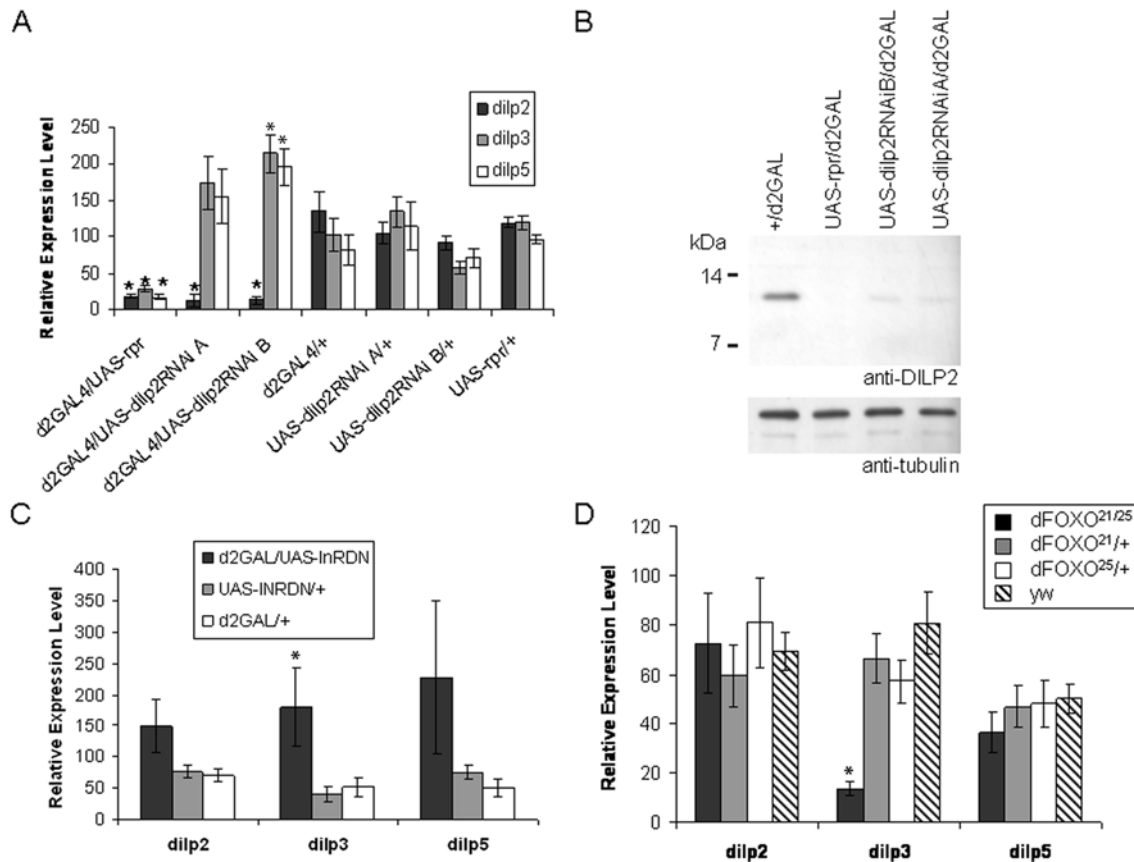 A
Relative Expression Level
250
200
150
100
50
0
dilp2
dilp3
dilp5
* * *
*
*
*
*
d2GAL4/UAS-rpr
d2GAL4/UAS-dilp2RNAi A
d2GAL4/UAS-dilp2RNAi B
d2GAL4/+
UAS-dilp2RNAi A/+
UAS-dilp2RNAi B/+
UAS-rpr/+
B
+/d2GAL
UAS-rpr/d2GAL
UAS-dilp2RNAiB/d2GAL
UAS-dilp2RNAiA/d2GAL
kDa
14
7
anti-DILP2
anti-tubulin
C
Relative Expression Level
400
350
300
250
200
150
100
50
0
d2GAL/UAS-InRDN
UAS-INRDN/+
d2GAL/+
*
dilp2
dilp3
dilp5
D
Relative Expression Level
120
100
80
60
40
20
0
dFOXO21/25
dFOXO21/+
dFOXO25/+
yw
*
dilp2
dilp3
dilp5